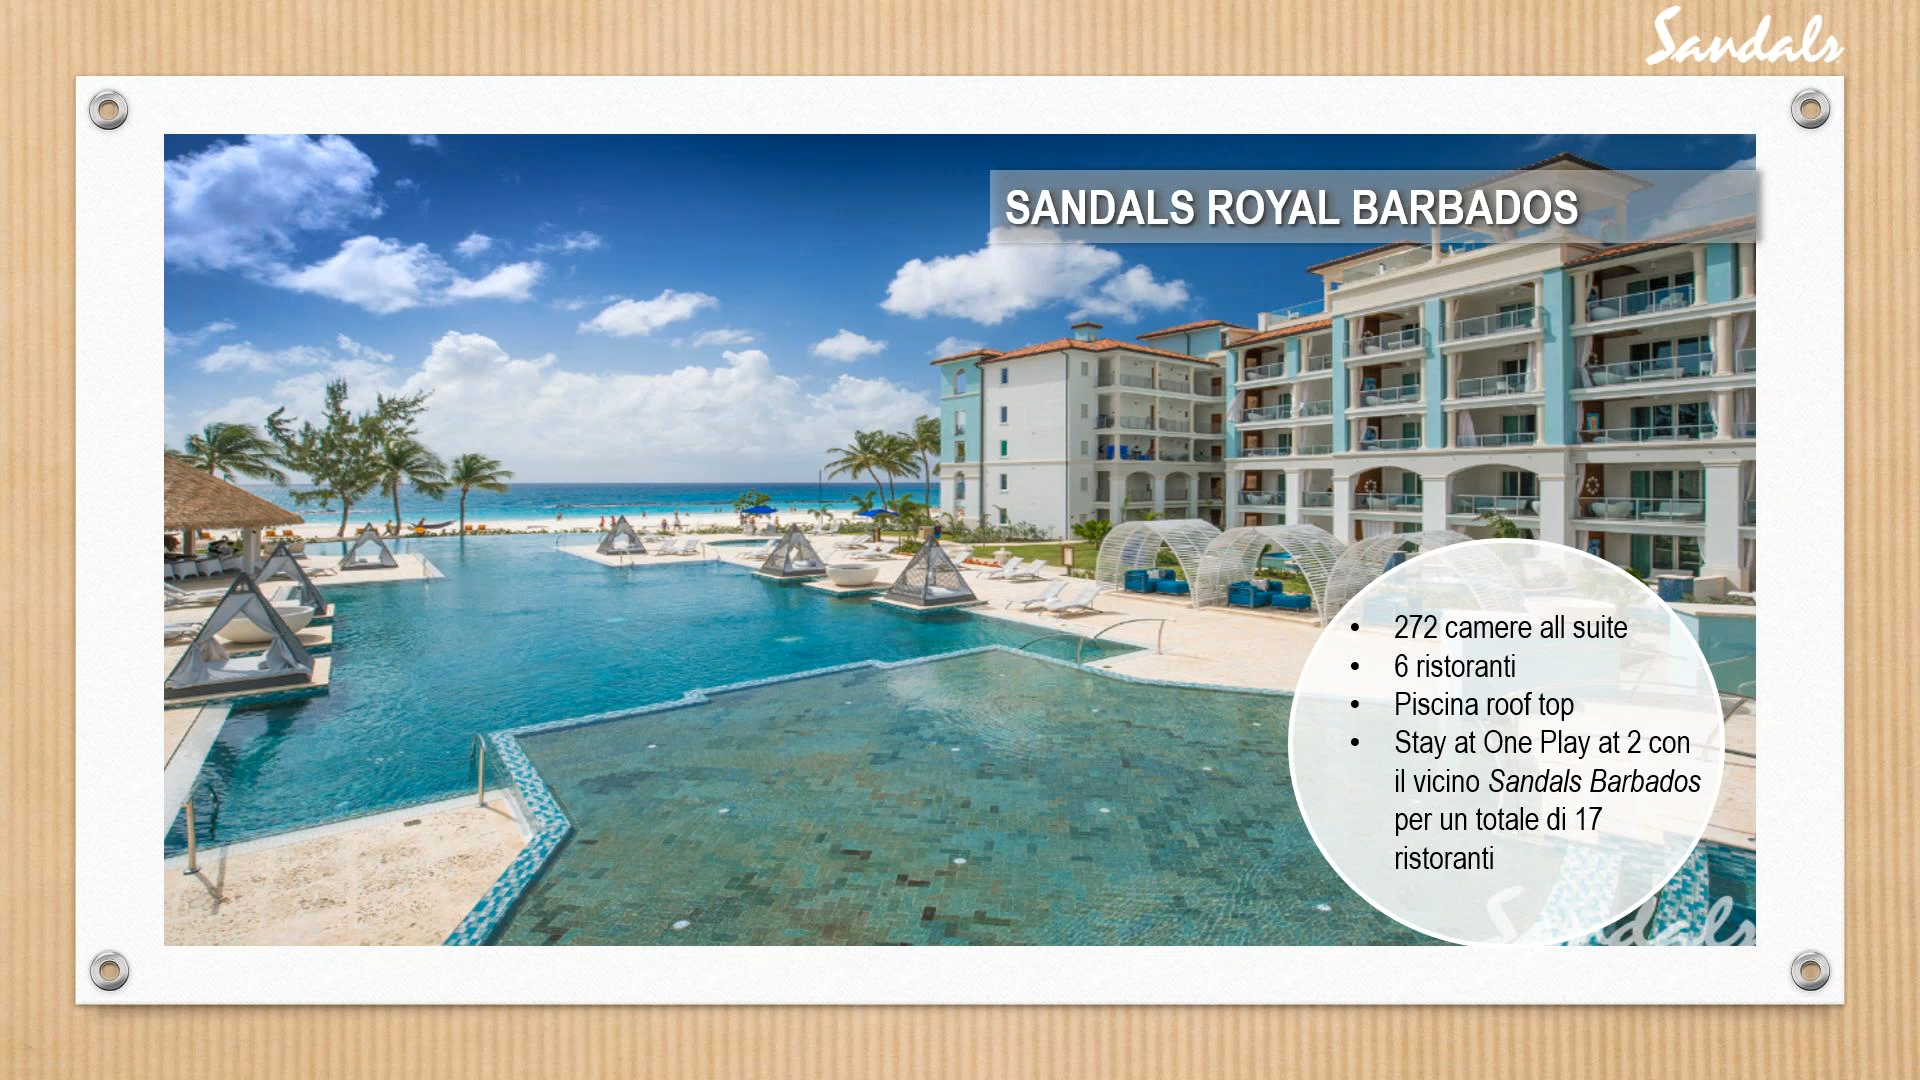 Sandals
SANDALS ROYAL BARBADOS
• 272 camere all suite
• 6 ristoranti
• Piscina roof top
• Stay at One Play at 2 con
il vicino Sandals Barbados
per un totale di 17
ristoranti
Sandals